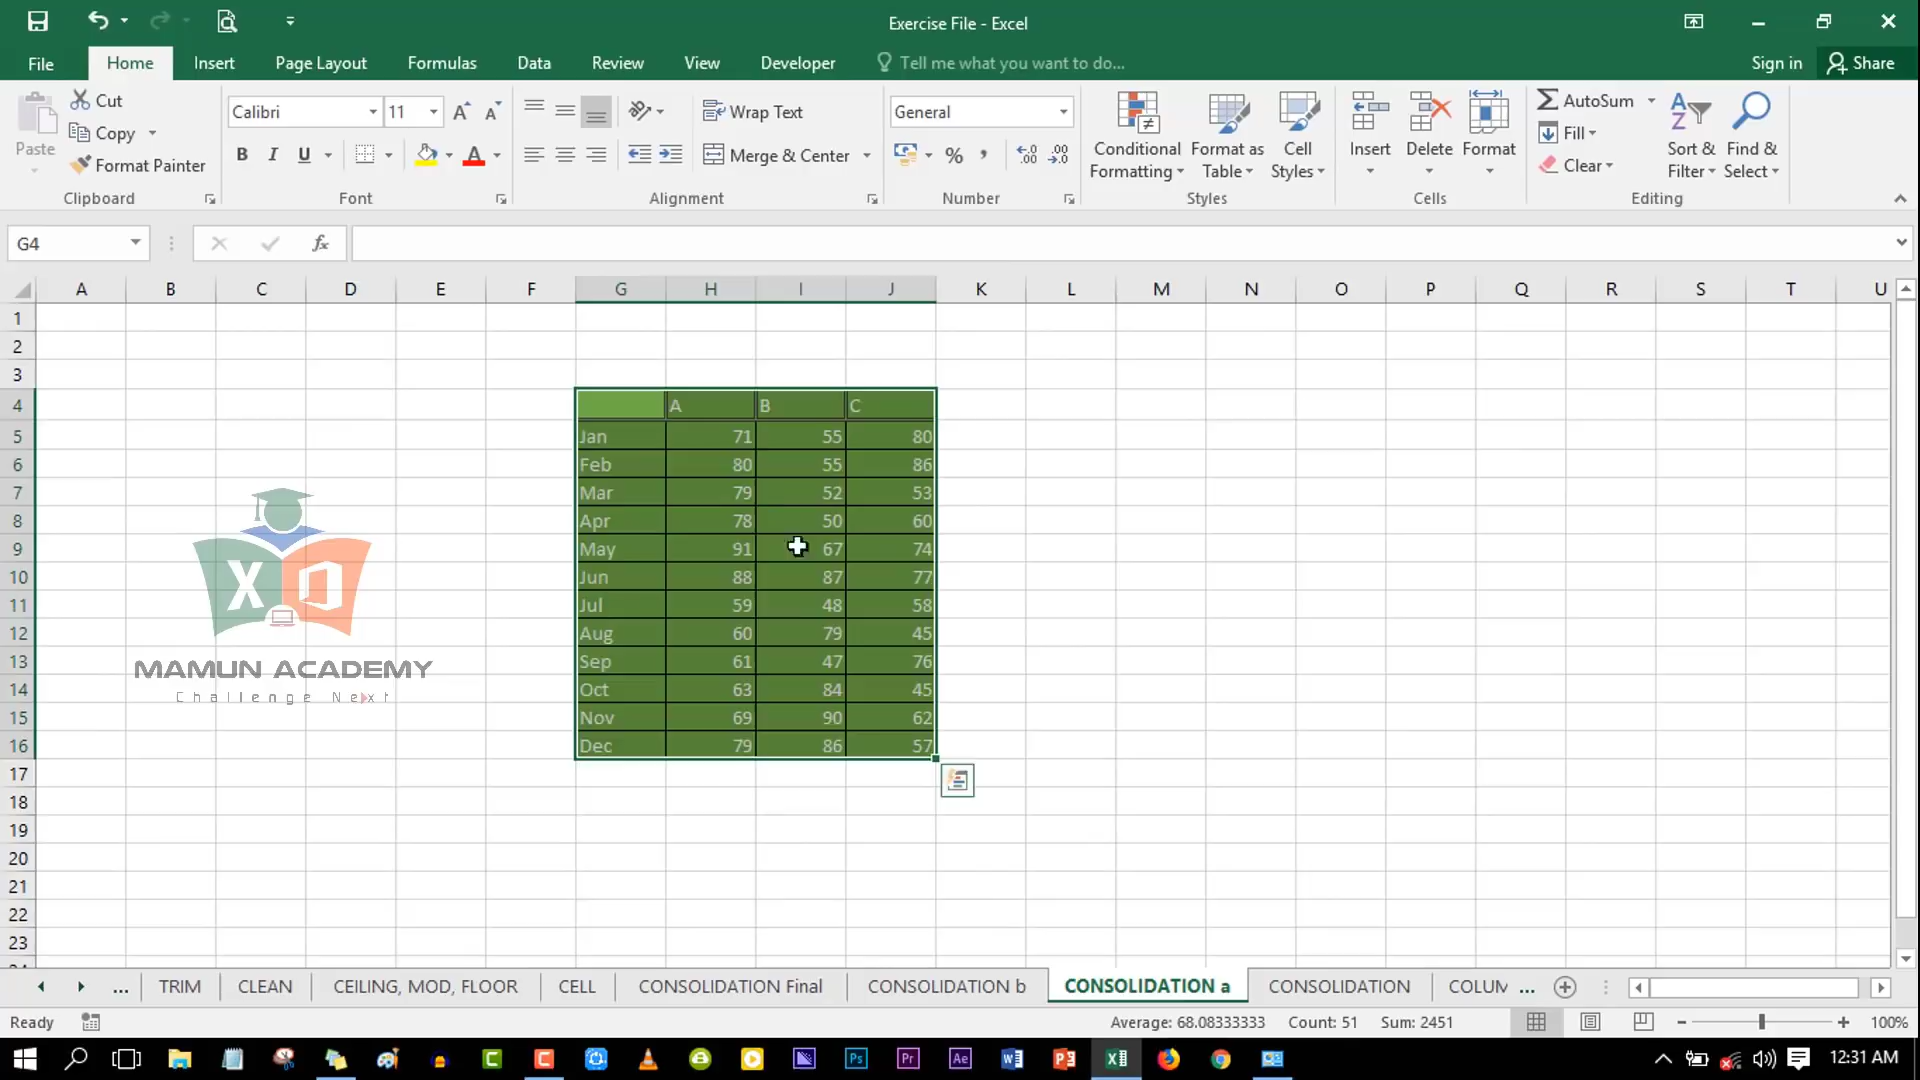 Exercise File - Excel
File Home Insert Page Layout Formulas Data Review View Developer Tell me what you want to do... Sign in Share
Paste Cut
Copy
Format Painter
Clipboard
Calibri 11
B I U A
Font
Wrap Text
Merge & Center
Alignment
General
% ,
Number
Conditional Formatting
Format as Table
Cell Styles
Styles
Insert Delete Format
Cells
AutoSum
Fill
Clear
Sort & Filter
Find & Select
Editing
G4 fx
A B C D E F G H I J K L M N O P Q R S T U
1
2
3
4 A B C
5 Jan 71 55 80
6 Feb 80 55 86
7 Mar 79 52 53
8 Apr 78 50 60
9 May 91 67 74
10 Jun 88 87 77
11 Jul 59 48 58
12 Aug 60 79 45
13 Sep 61 47 76
14 Oct 63 84 45
15 Nov 69 90 62
16 Dec 79 86 57
17
18
19
20
21
22
23
MAMUN ACADEMY
Challenge Next
... TRIM CLEAN CEILING, MOD, FLOOR CELL CONSOLIDATION Final CONSOLIDATION b CONSOLIDATION a CONSOLIDATION COLUM ...
Ready Average: 68.08333333 Count: 51 Sum: 2451 100%
12:31 AM